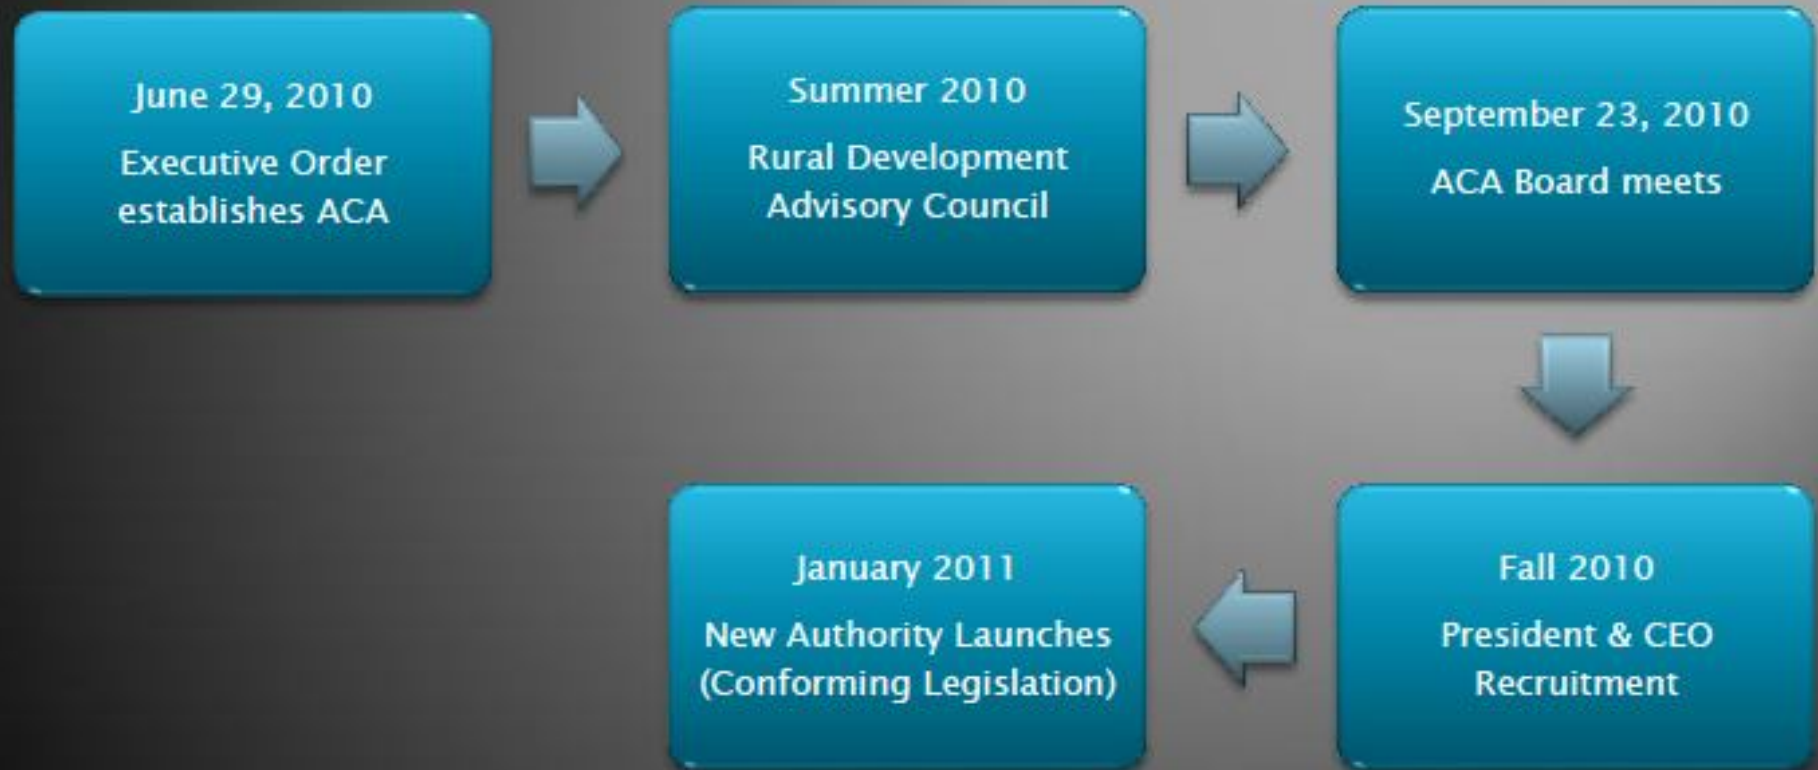 June 29, 2010
Executive Order
establishes ACA
Summer 2010
Rural Development
Advisory Council
September 23, 2010
ACA Board meets
Fall 2010
President & CEO
Recruitment
January 2011
New Authority Launches
(Conforming Legislation)